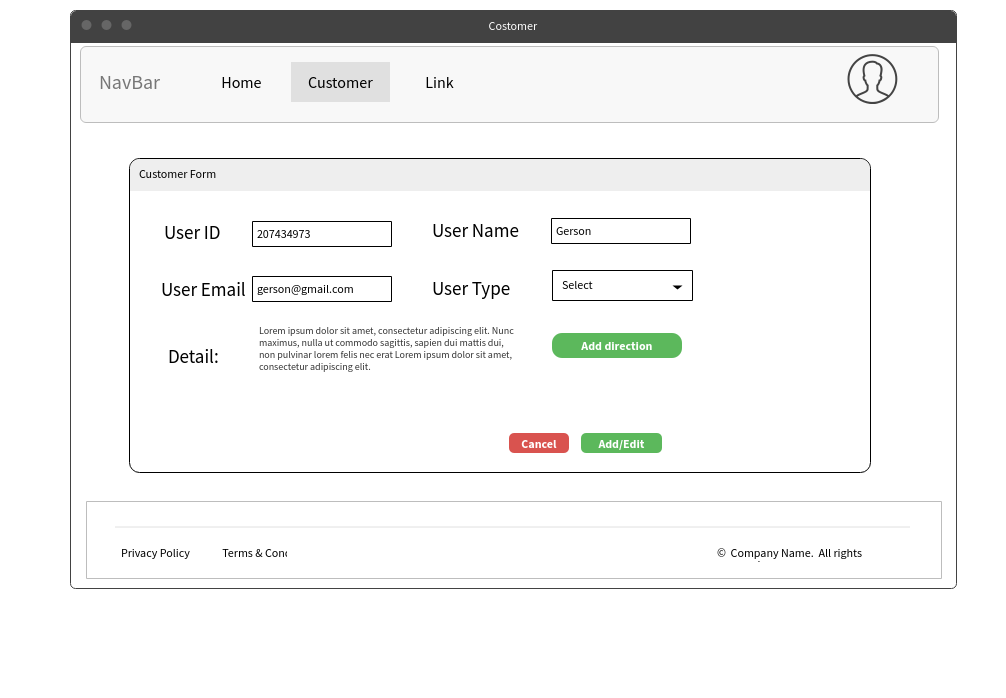 Costomer
NavBar Home Customer Link
Customer Form
User ID 207434973 User Name Gerson
User Email gerson@gmail.com User Type Select
Detail:
Lorem ipsum dolor sit amet, consectetur adipiscing elit. Nunc
maximus, nulla ut commodo sagittis, sapien dui mattis dui,
non pulvinar lorem felis nec erat Lorem ipsum dolor sit amet,
consectetur adipiscing elit.
Add direction
Cancel Add/Edit
Privacy Policy Terms & © Company Name. All rights